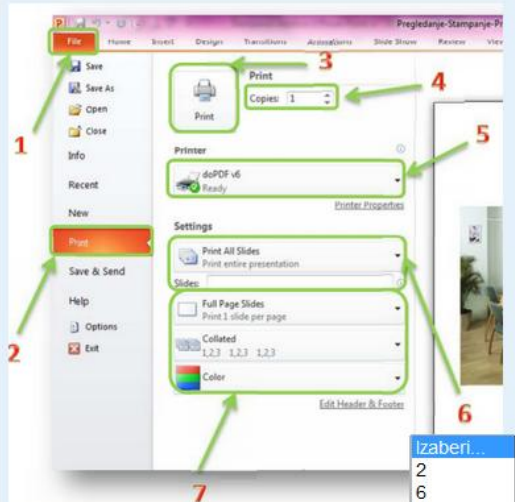 Pregledanje-Stampanje-Pr
File Home Insert Design Transitions Animations Slide Show Review View
Save
Save As
Open
Close
Info
Recent
New
Print
Save & Send
Help
Options
Exit
Print
Print
Copies: 1
Printer
doPDF v6
Ready
Printer Properties
Settings
Print All Slides
Print entire presentation
Slides:
Full Page Slides
Print 1 slide per page
Collated
1,2,3 1,2,3 1,2,3
Color
Edit Header & Footer
1
2
3
4
5
6
7
Izaberi...
2
6